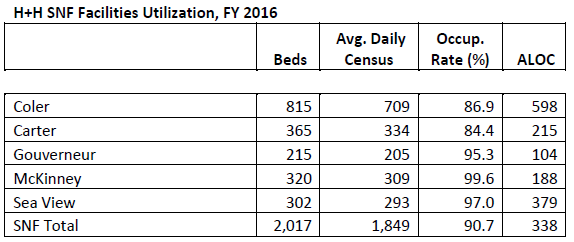 H+H SNF Facilities Utilization, FY 2016
Beds Avg. Daily Census Occup. Rate (%) ALOC
Coler 815 709 86.9 598
Carter 365 334 84.4 215
Gouverneur 215 205 95.3 104
McKinney 320 309 99.6 188
Sea View 302 293 97.0 379
SNF Total 2,017 1,849 90.7 338